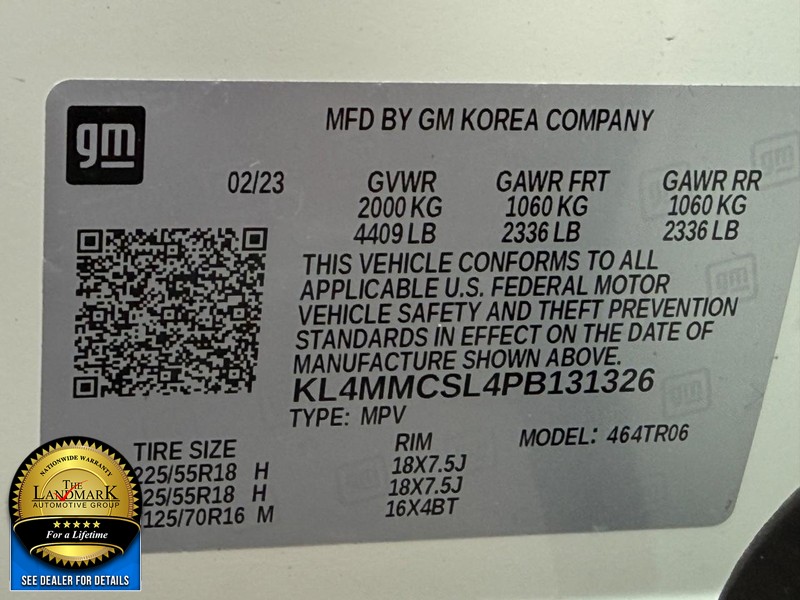 gm
MFD BY GM KOREA COMPANY
02/23 GVWR GAWR FRT GAWR RR
2000 KG 1060 KG 1060 KG
4409 LB 2336 LB 2336 LB
THIS VEHICLE CONFORMS TO ALL
APPLICABLE U.S. FEDERAL MOTOR
VEHICLE SAFETY AND THEFT PREVENTION
STANDARDS IN EFFECT ON THE DATE OF
MANUFACTURE SHOWN ABOVE.
KL4MMCSL4PB131326
TYPE: MPV
TIRE SIZE RIM MODEL: 464TR06
225/55R18 H 18X7.5J
225/55R18 H 18X7.5J
125/70R16 M 16X4BT
NATIONWIDE WARRANTY
THE
LANDMARK
AUTOMOTIVE GROUP
For a Lifetime
SEE DEALER FOR DETAILS